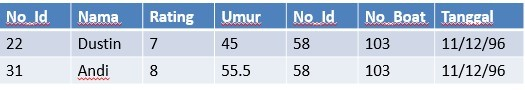 No_Id Nama Rating Umur No_Id No_Boat Tanggal
22 Dustin 7 45 58 103 11/12/96
31 Andi 8 55.5 58 103 11/12/96